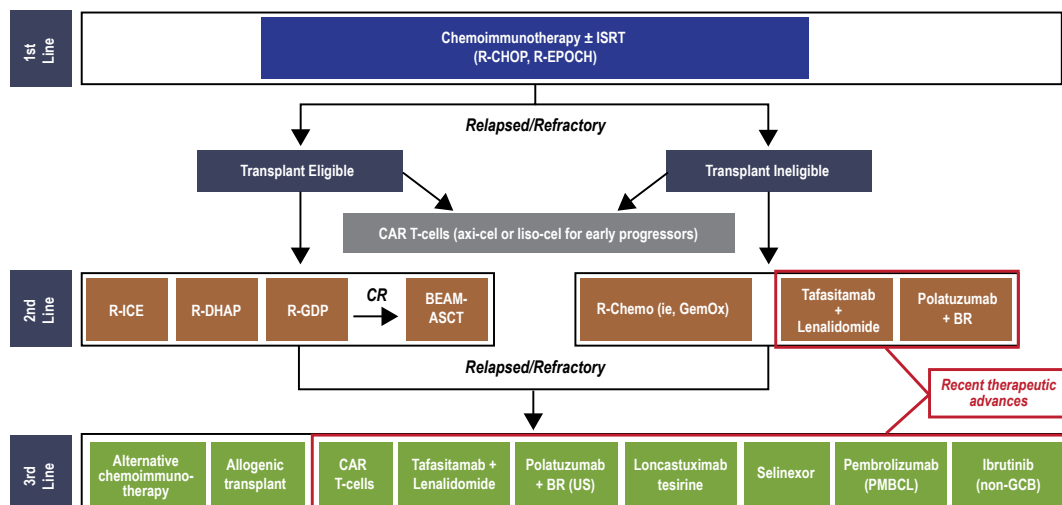 1st
Line
Chemoimmunotherapy ± ISRT
(R-CHOP, R-EPOCH)
Relapsed/Refractory
Transplant Eligible
Transplant Ineligible
CAR T-cells (axi-cel or liso-cel for early progressors)
2nd
Line
R-ICE
R-DHAP
R-GDP
CR
BEAM-
ASCT
R-Chemo (ie, GemOx)
Tafasitamab
+
Lenalidomide
Polatuzumab
+ BR
Relapsed/Refractory
Recent therapeutic
advances
3rd
Line
Alternative
chemoimmuno-
therapy
Allogenic
transplant
CAR
T-cells
Tafasitamab +
Lenalidomide
Polatuzumab
+ BR (US)
Loncastuximab
tesirine
Selinexor
Pembrolizumab
(PMBCL)
Ibrutinib
(non-GCB)